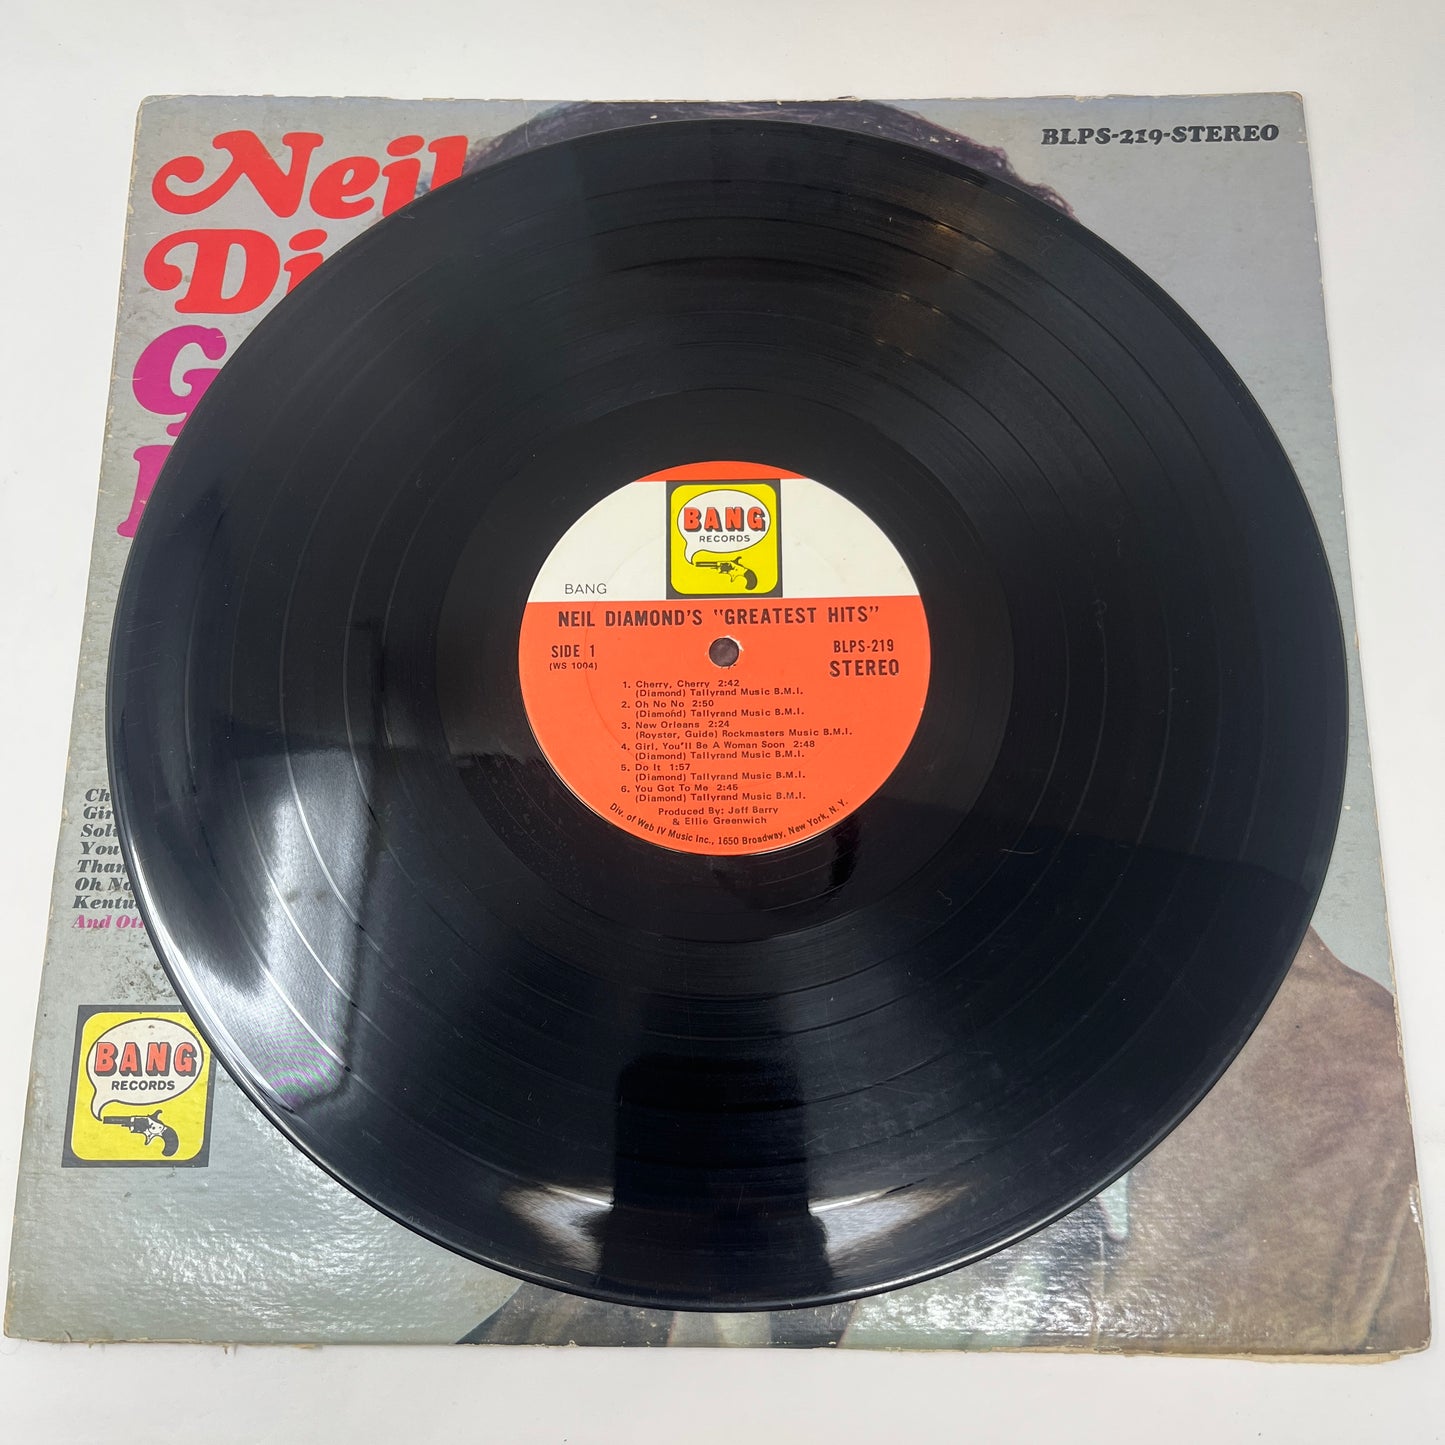 Neil
BLPS-219-STEREO
BANG
RECORDS
BANG
NEIL DIAMOND'S "GREATEST HITS"
SIDE 1
BLPS-219
(WS 1004)
STEREO
1. Cherry, Cherry 2:42
(Diamond) Tallyrand Music B.M.I.
2. Oh No No 2:50
(Diamond) Tallyrand Music B.M.I.
3. New Orleans 2:24
(Royster, Guide) Rockmasters Music B.M.I.
4. Girl, You'll Be A Woman Soon 2:48
(Diamond) Tallyrand Music B.M.I.
5. Do It 1:57
(Diamond) Tallyrand Music B.M.I.
6. You Got To Me 2:45
(Diamond) Tallyrand Music B.M.I.
Produced By: Jeff Barry
& Ellie Greenwich
Div. of Web IV Music Inc., 1650 Broadway, New York, N.Y.
You
Oh No
And
BANG
RECORDS